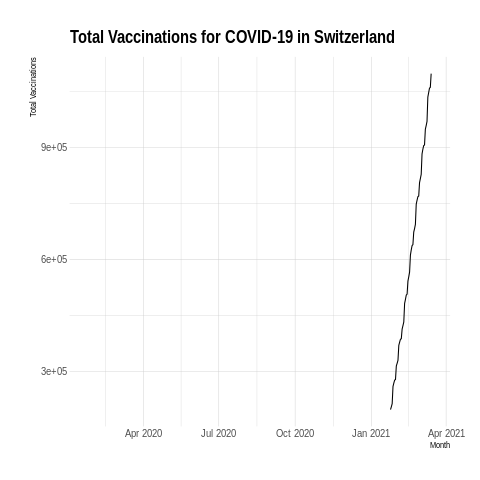 Total Vaccinations for COVID-19 in Switzerland
Total Vaccinations
9e+05
6e+05
3e+05
Apr 2020 Jul 2020 Oct 2020 Jan 2021 Apr 2021
Month